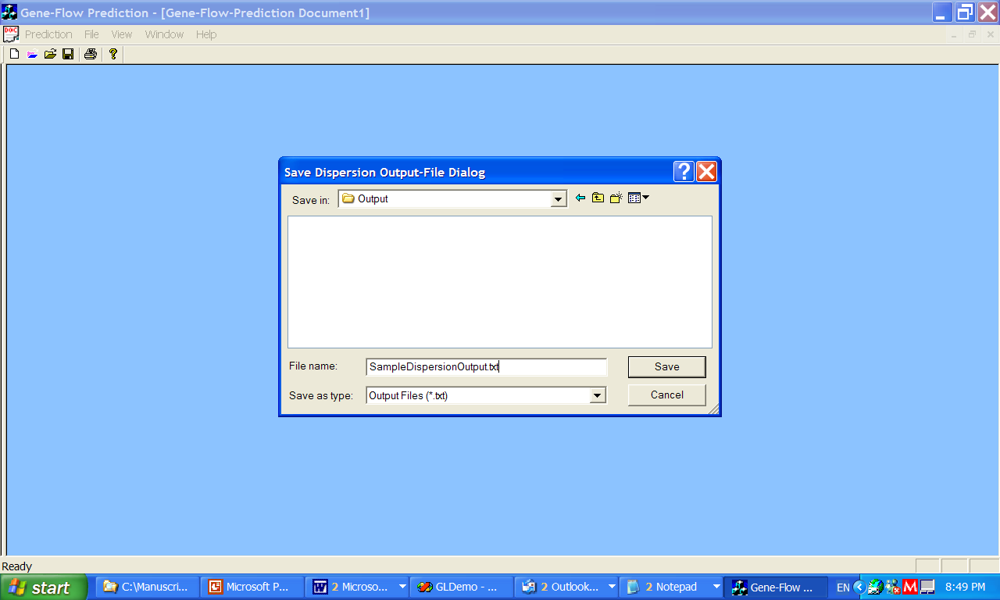 Gene-Flow Prediction - [Gene-Flow-Prediction Document1]
DOC
Prediction File View Window Help
Save Dispersion Output-File Dialog
Save in: Output
File name: SampleDispersionOutput.txt Save
Save as type: Output Files (*.txt) Cancel
Ready
start C:\Manuscri... Microsoft P... 2 Microso... GLDemo - ... 2 Outlook... 2 Notepad Gene-Flow ... EN 8:49 PM